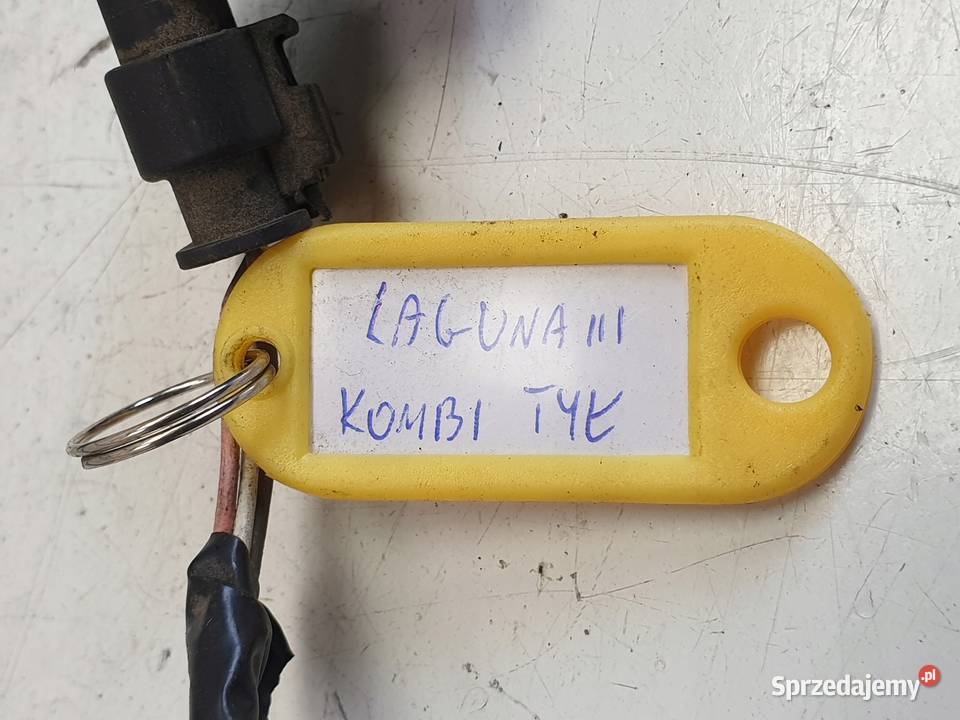 LAGUNA III
KOMBI TYŁ
Sprzedajemy.pl